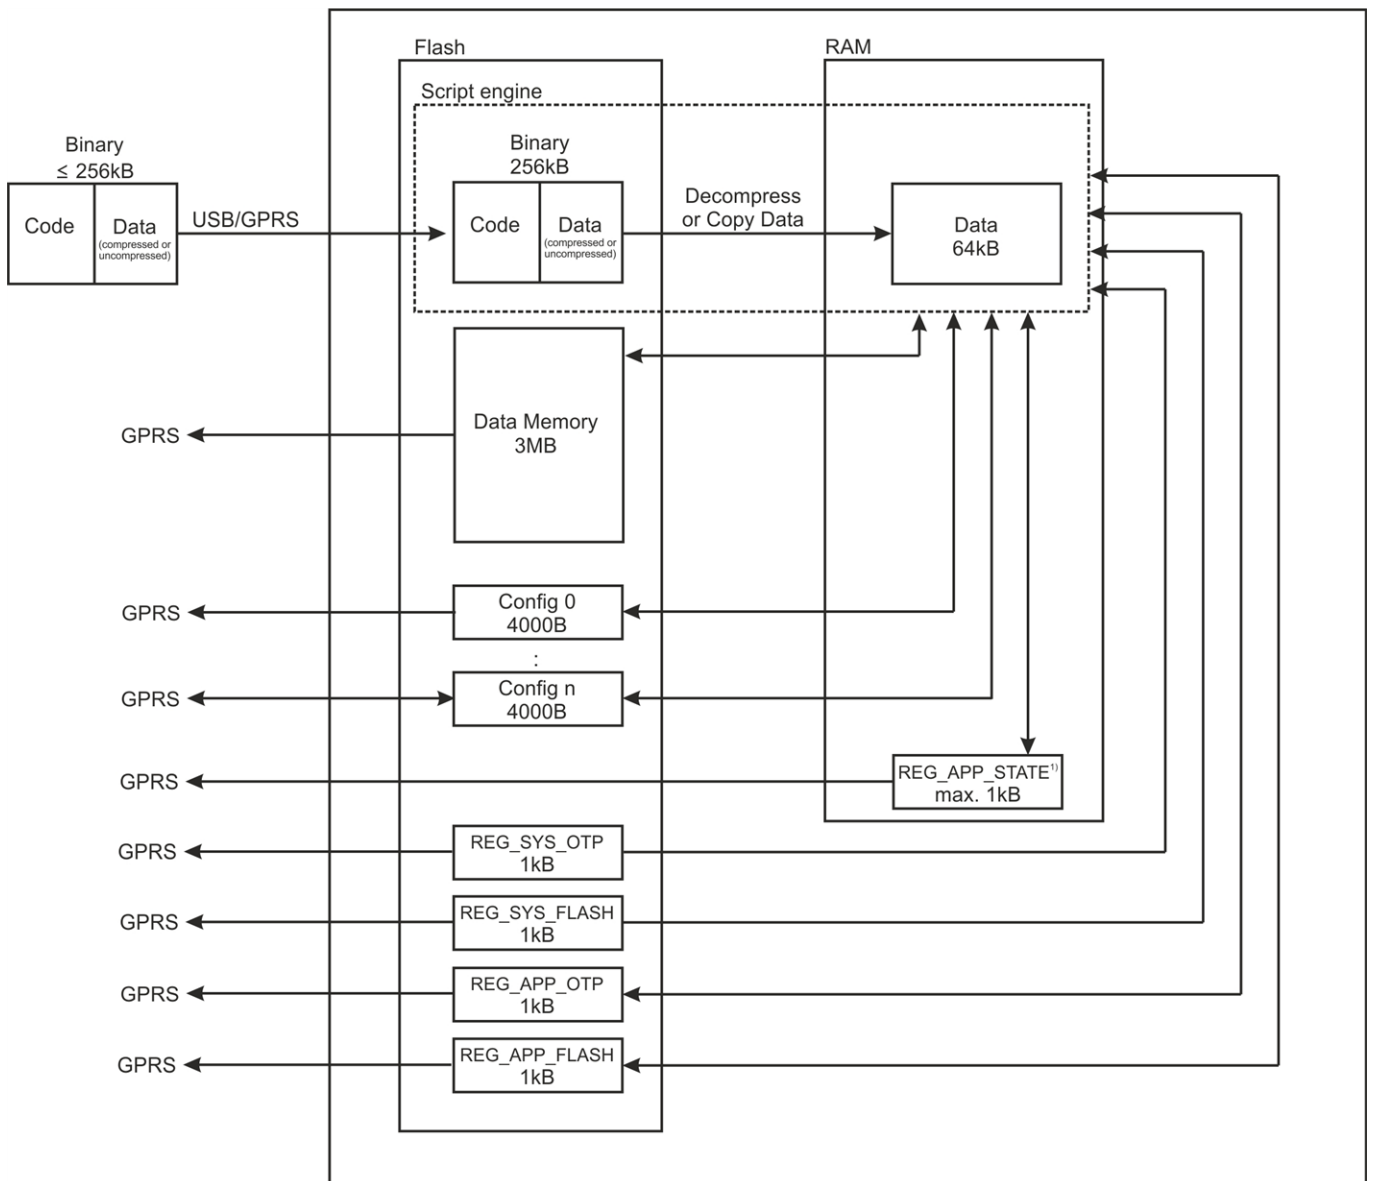 Flash
RAM
Script engine
Binary
≤ 256kB
Code
Data
(compressed or
uncompressed)
USB/GPRS
Binary
256kB
Code
Data
(compressed or
uncompressed)
Decompress
or Copy Data
Data
64kB
Data Memory
3MB
GPRS
Config 0
4000B
GPRS
:
Config n
4000B
GPRS
REG_APP_STATE¹⁾
max. 1kB
GPRS
REG_SYS_OTP
1kB
GPRS
REG_SYS_FLASH
1kB
GPRS
REG_APP_OTP
1kB
GPRS
REG_APP_FLASH
1kB
GPRS